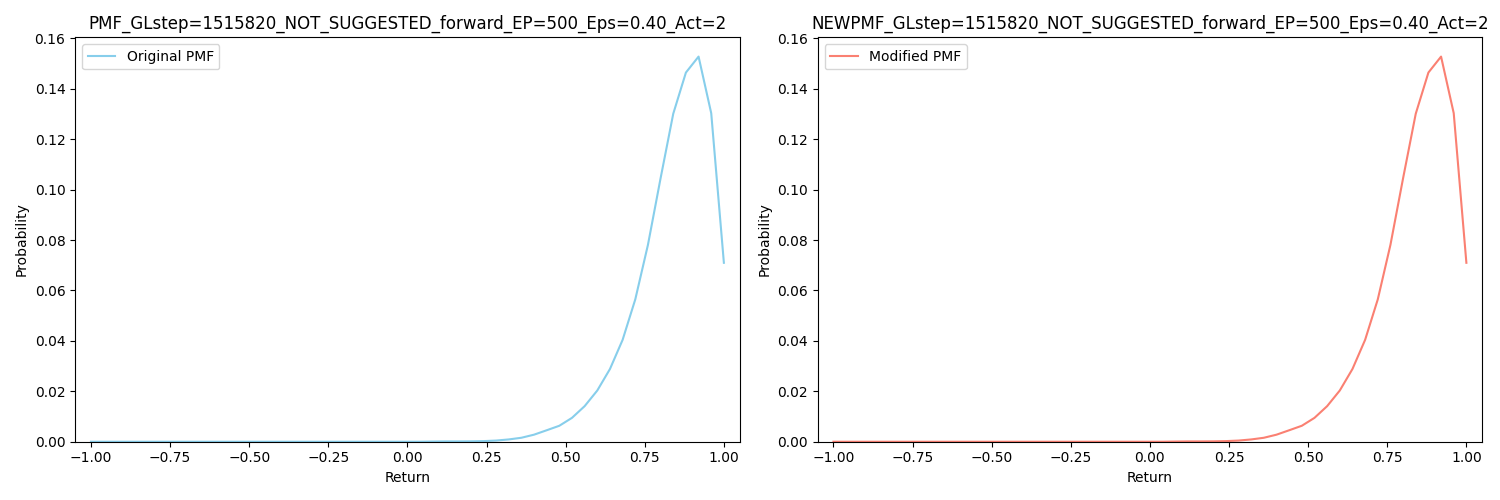 PMF_GLstep=1515820_NOT_SUGGESTED_forward_EP=500_Eps=0.40_Act=2
Original PMF
Probability
0.16
0.14
0.12
0.10
0.08
0.06
0.04
0.02
0.00
−1.00 −0.75 −0.50 −0.25 0.00 0.25 0.50 0.75 1.00
Return
NEWPMF_GLstep=1515820_NOT_SUGGESTED_forward_EP=500_Eps=0.40_Act=2
Modified PMF
Probability
0.16
0.14
0.12
0.10
0.08
0.06
0.04
0.02
0.00
−1.00 −0.75 −0.50 −0.25 0.00 0.25 0.50 0.75 1.00
Return